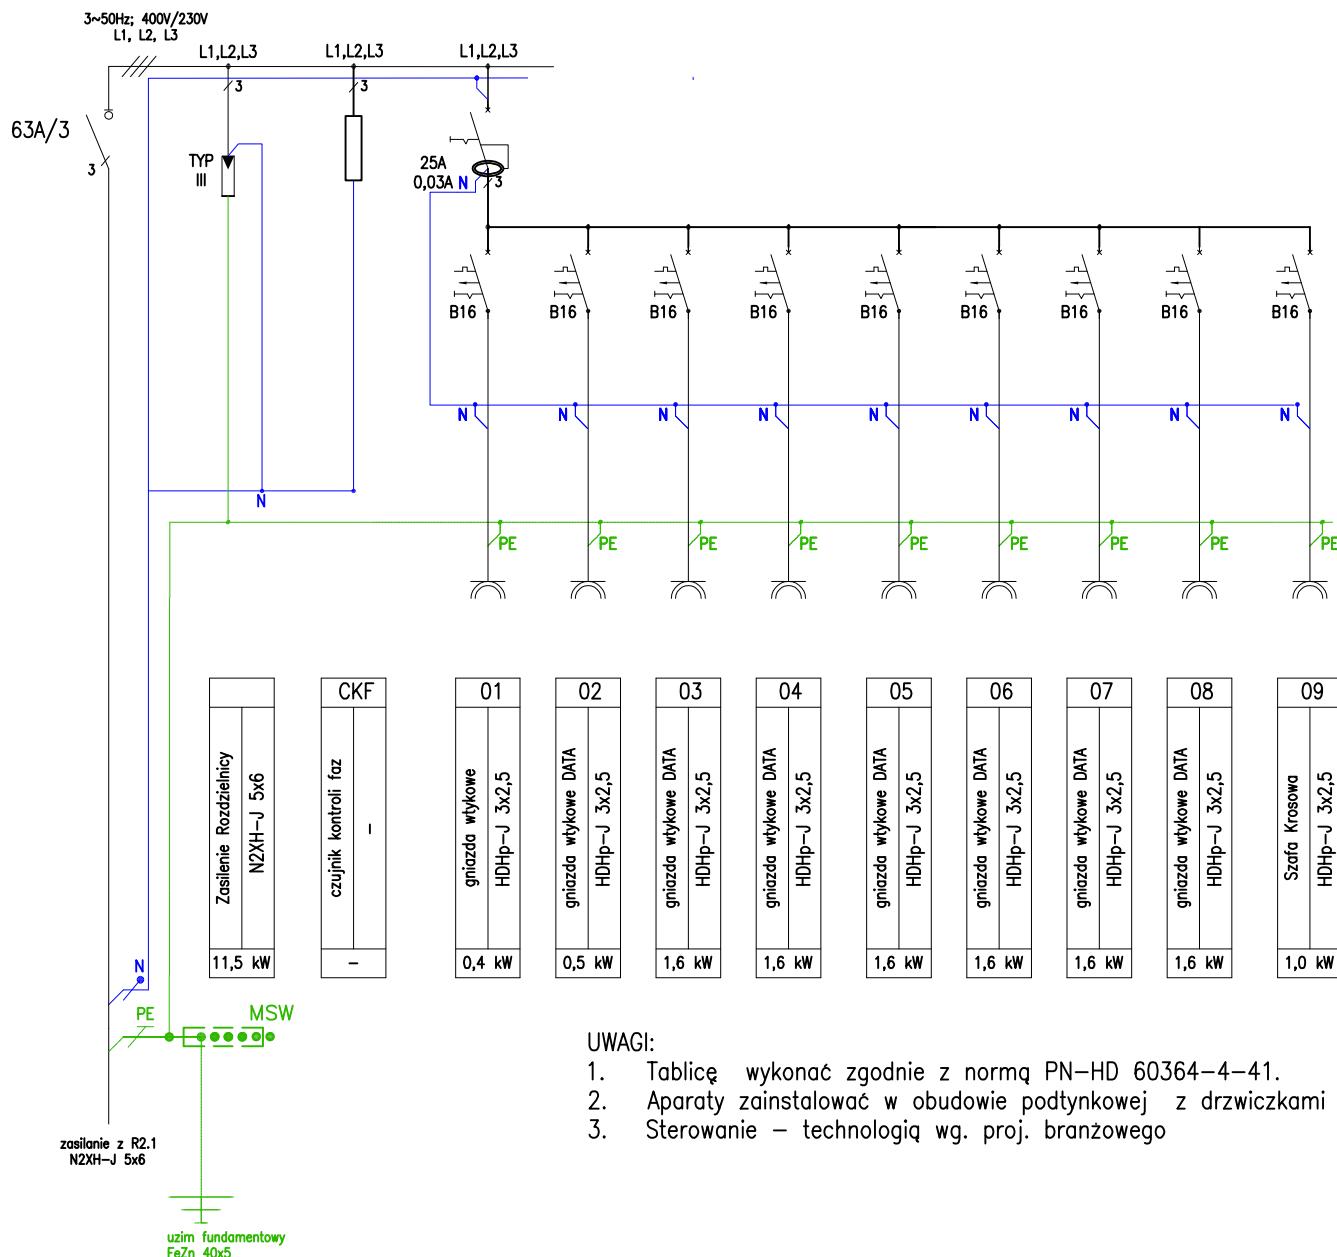 3~50Hz; 400V/230V
L1, L2, L3
L1,L2,L3
L1,L2,L3
L1,L2,L3
3
3
63A/3
3
TYP
III
25A
0,03A
N
3
B16
B16
B16
B16
B16
B16
B16
B16
B16
N
N
N
N
N
N
N
N
N
N
PE
PE
PE
PE
PE
PE
PE
PE
PE
Zasilenie Rozdzielnicy
N2XH-J 5x6
11,5 kW
CKF
czujnik kontroli faz
-
-
01
gniazda wtykowe
HDHp-J 3x2,5
0,4 kW
02
gniazda wtykowe DATA
HDHp-J 3x2,5
0,5 kW
03
gniazda wtykowe DATA
HDHp-J 3x2,5
1,6 kW
04
gniazda wtykowe DATA
HDHp-J 3x2,5
1,6 kW
05
gniazda wtykowe DATA
HDHp-J 3x2,5
1,6 kW
06
gniazda wtykowe DATA
HDHp-J 3x2,5
1,6 kW
07
gniazda wtykowe DATA
HDHp-J 3x2,5
1,6 kW
08
gniazda wtykowe DATA
HDHp-J 3x2,5
1,6 kW
09
Szafa Krosowa
HDHp-J 3x2,5
1,0 kW
N
PE
MSW
UWAGI:
1. Tablicę wykonać zgodnie z normą PN-HD 60364-4-41.
2. Aparaty zainstalować w obudowie podtynkowej z drzwiczkami
3. Sterowanie - technologią wg. proj. branżowego
zasilanie z R2.1
N2XH-J 5x6
uzim fundamentowy
FeZn 40x5